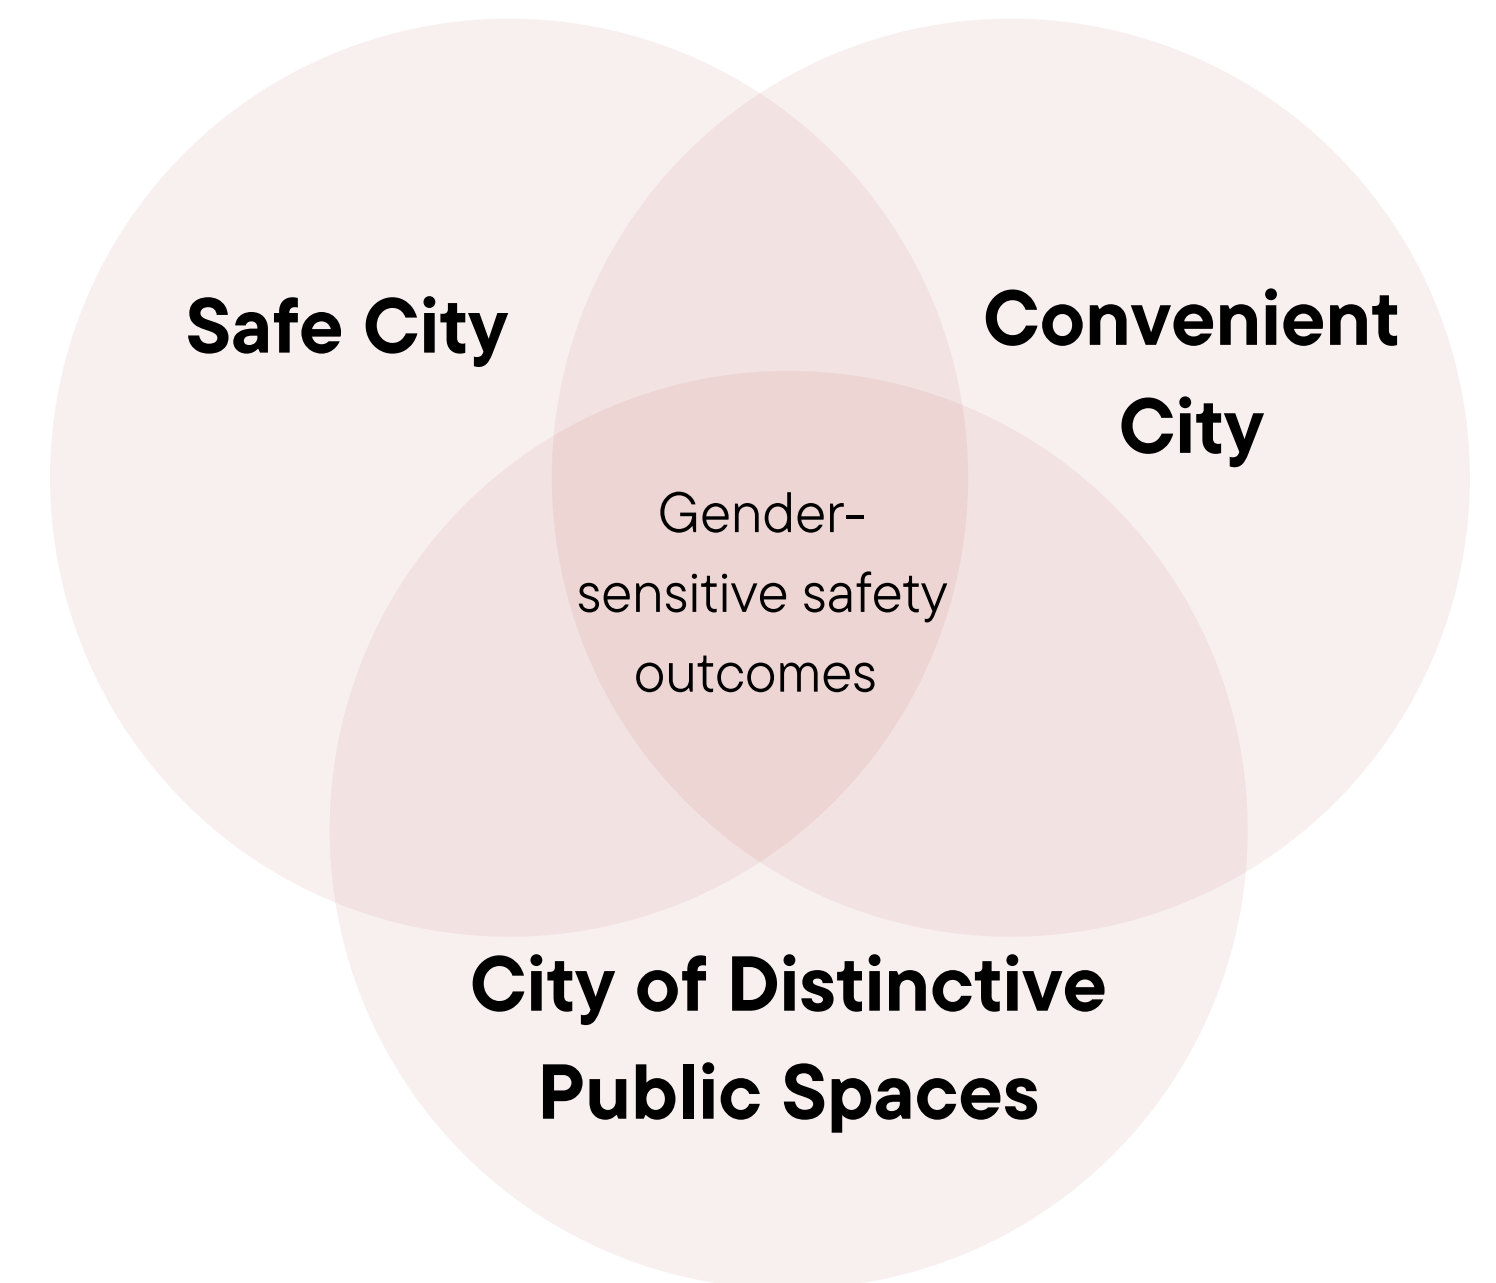 Safe City
Convenient
City
Gender-
sensitive safety
outcomes
City of Distinctive
Public Spaces